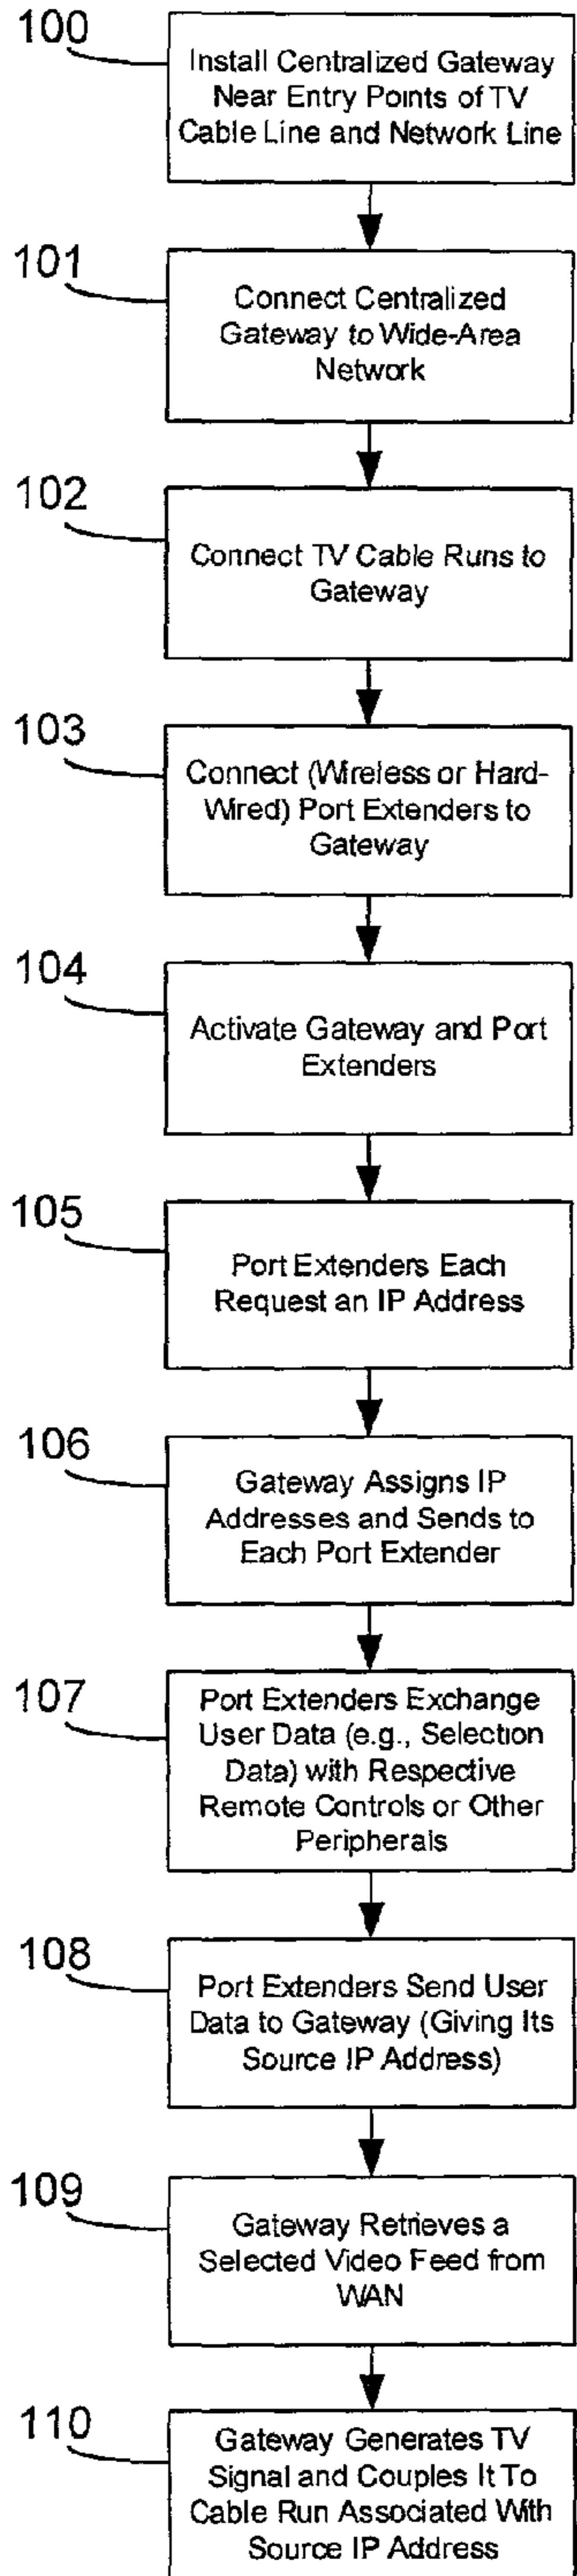 100
Install Centralized Gateway
Near Entry Points of TV
Cable Line and Network Line
101
Connect Centralized
Gateway to Wide-Area
Network
102
Connect TV Cable Runs to
Gateway
103
Connect (Wireless or Hard-
Wired) Port Extenders to
Gateway
104
Activate Gateway and Port
Extenders
105
Port Extenders Each
Request an IP Address
106
Gateway Assigns IP
Addresses and Sends to
Each Port Extender
107
Port Extenders Exchange
User Data (e.g., Selection
Data) with Respective
Remote Controls or Other
Peripherals
108
Port Extenders Send User
Data to Gateway (Giving Its
Source IP Address)
109
Gateway Retrieves a
Selected Video Feed from
WAN
110
Gateway Generates TV
Signal and Couples It To
Cable Run Associated With
Source IP Address